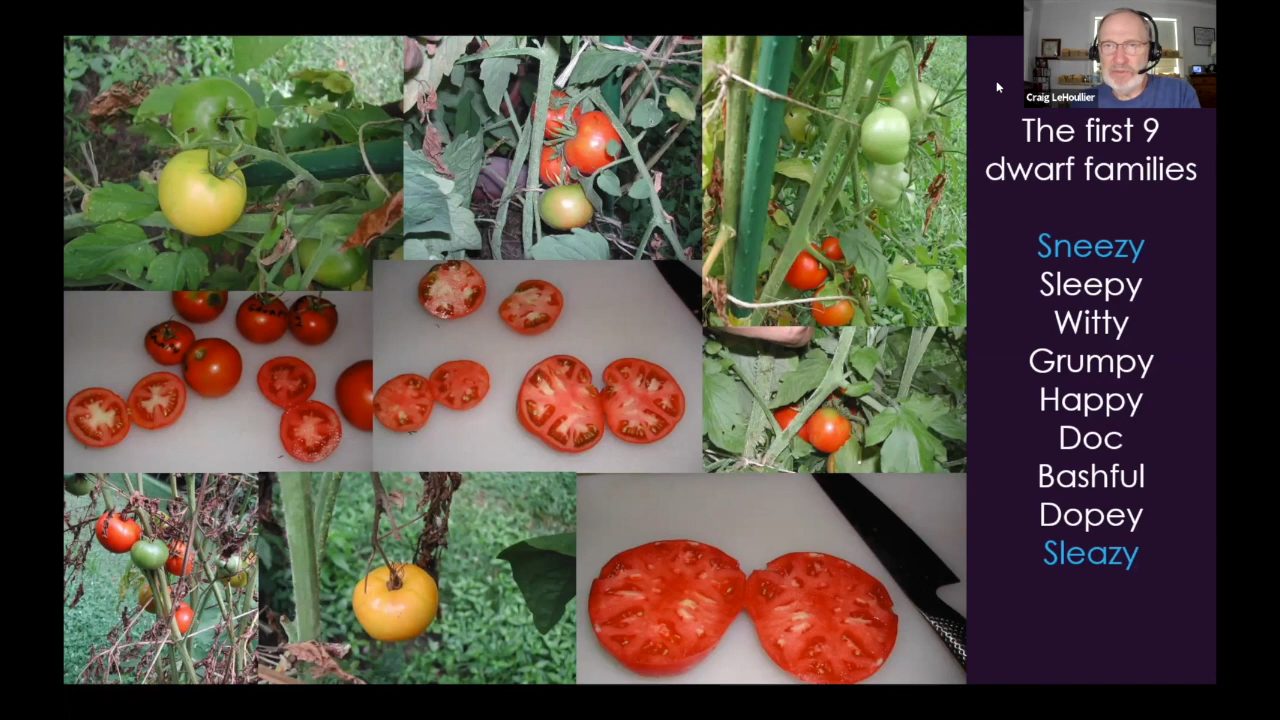 Craig LeHoullier
The first 9
dwarf families
Sneezy
Sleepy
Witty
Grumpy
Happy
Doc
Bashful
Dopey
Sleazy